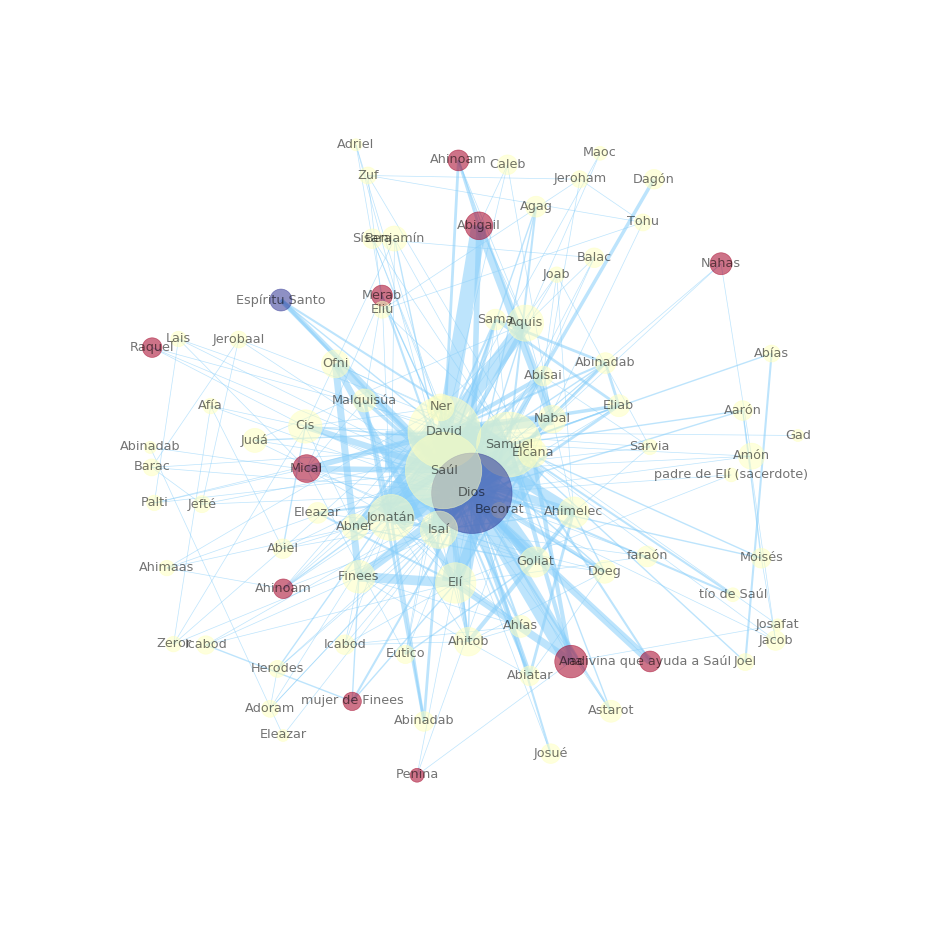 Adriel
Maoc
Ahinoam
Caleb
Zuf
Jeroham
Dagón
Agag
Tohu
Abigail
Sísara
Benjamín
Balac
Nahas
Joab
Merab
Espíritu Santo
Eliú
Sama
Aquis
Lais
Jerobaal
Raquel
Abías
Ofni
Abinadab
Abisai
Malquisúa
Afía
Ner
Eliab
Aarón
Nabal
Cis
David
Gad
Judá
Samuel
Abinadab
Elcana
Sarvia
Amón
Barac
Mical
Saúl
padre de Elí (sacerdote)
Dios
Palti
Jefté
Becorat
Eleazar
Jonatán
Ahimelec
Abner
Isaí
Abiel
faraón
Moisés
Goliat
Ahimaas
Finees
Doeg
Elí
Ahinoam
tío de Saúl
Ahías
Josafat
Zeror
Icabod
Icabod
Ahitob
Jacob
Eutico
Ana
adivina que ayuda a Saúl
Joel
Herodes
Abiatar
mujer de Finees
Adoram
Astarot
Abinadab
Eleazar
Josué
Penina